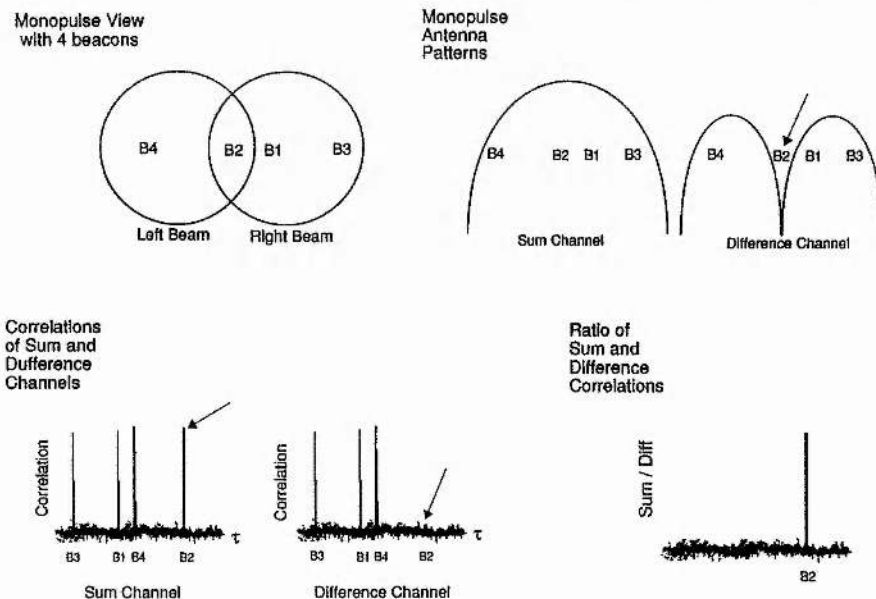 Monopulse View
with 4 beacons
B4 B2 B1 B3
Left Beam Right Beam
Monopulse
Antenna
Patterns
B4 B2 B1 B3
Sum Channel
B4 B2 B1 B3
Difference Channel
Correlations
of Sum and
Dufference
Channels
Correlation
τ
B3 B1 B4 B2
Sum Channel
Correlation
τ
B3 B1 B4 B2
Difference Channel
Ratio of
Sum and
Difference
Correlations
Sum / Diff
B2